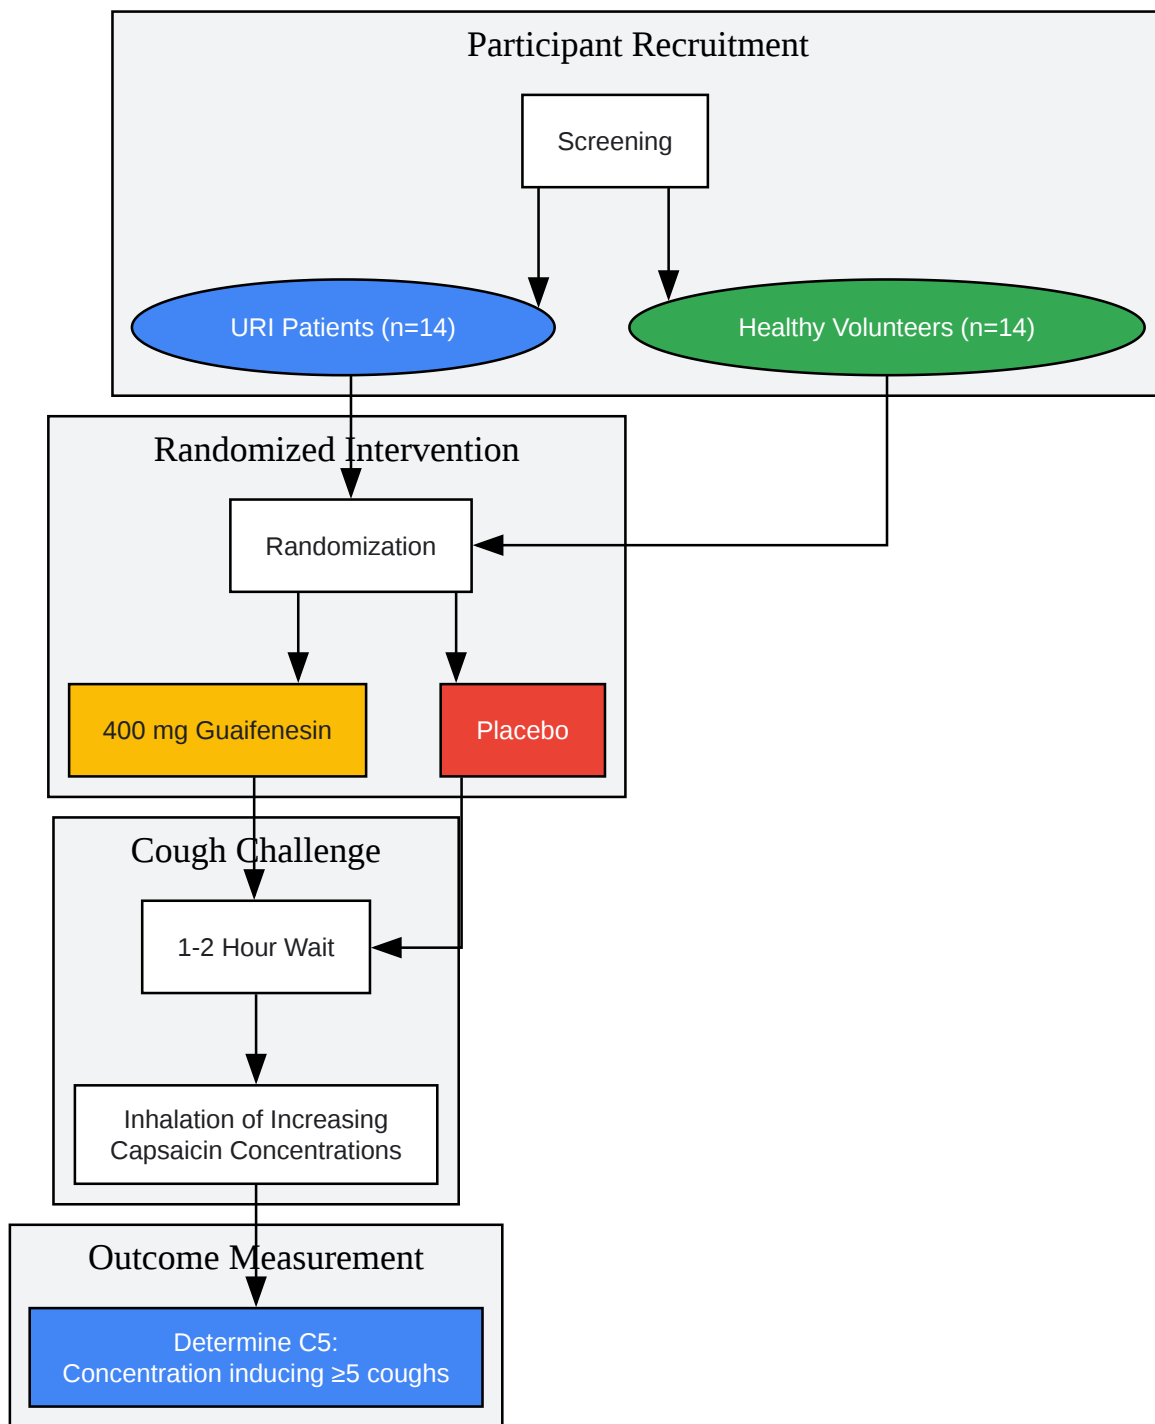 Participant Recruitment
Screening
URI Patients (n=14)
Healthy Volunteers (n=14)
Randomized Intervention
Randomization
400 mg Guaifenesin
Placebo
Cough Challenge
1-2 Hour Wait
Inhalation of Increasing
Capsaicin Concentrations
Outcome Measurement
Determine C5:
Concentration inducing ≥5 coughs